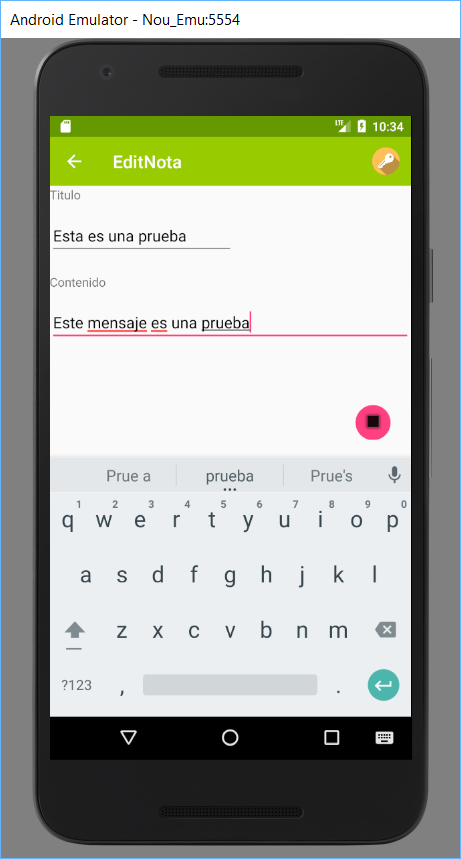 Android Emulator - Nou_Emu:5554
LTE 10:34
EditNota
Titulo
Esta es una prueba
Contenido
Este mensaje es una prueba
Prue a prueba Prue's
1 2 3 4 5 6 7 8 9 0
q w e r t y u i o p
a s d f g h j k l
z x c v b n m
?123 , .